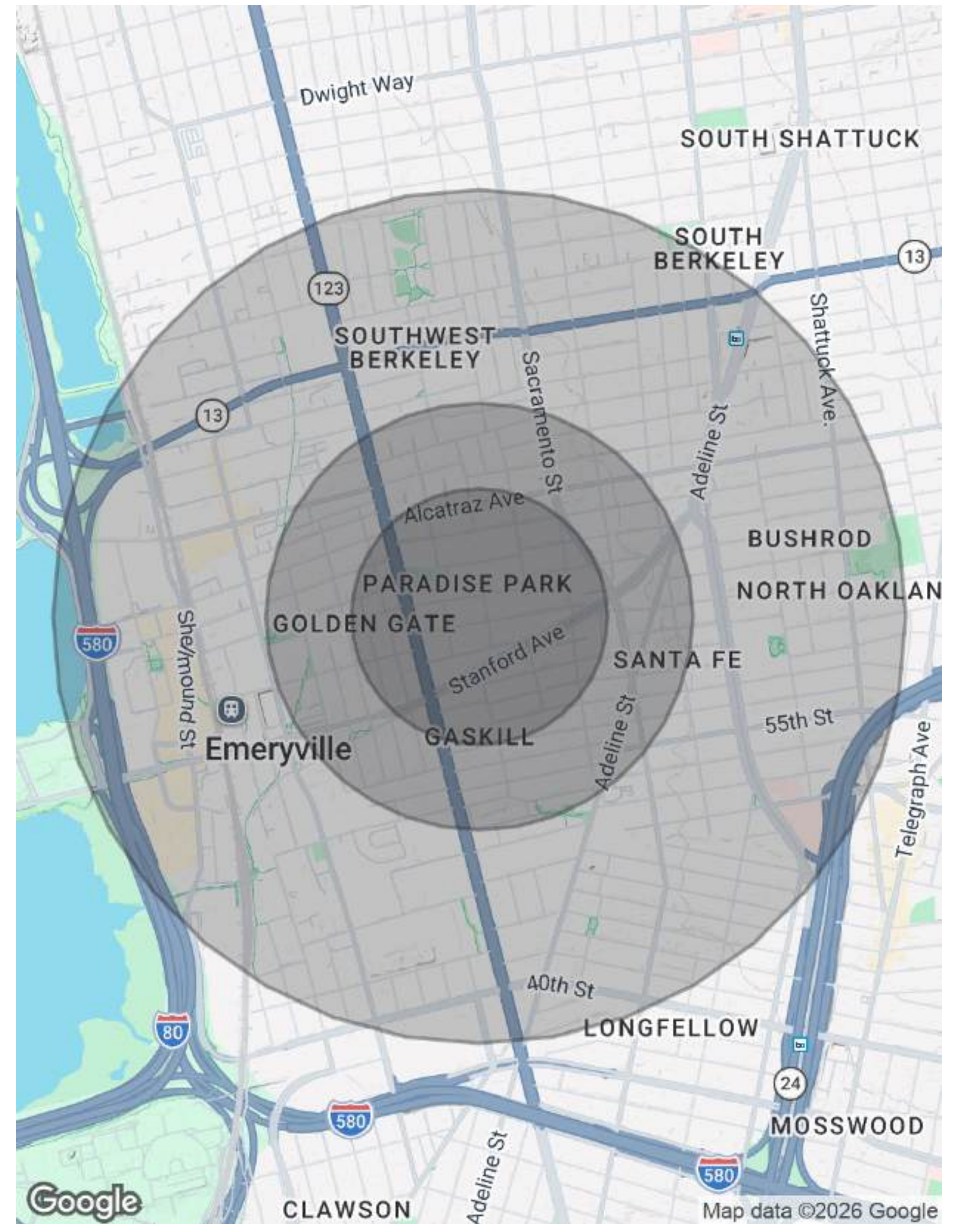 Dwight Way
SOUTH SHATTUCK
SOUTH
BERKELEY
13
123
Shattuck Ave.
SOUTHWEST
BERKELEY
Sacramento St
13
Adeline St
Alcatraz Ave
BUSHROD
PARADISE PARK
NORTH OAKLAN
GOLDEN GATE
580
Shellmound St
Stanford Ave
SANTA FE
Emeryville
GASKILL
Adeline St
55th St
Telegraph Ave
40th St
LONGFELLOW
80
24
580
MOSSWOOD
Adeline St
580
CLAWSON
Google
Map data ©2026 Google